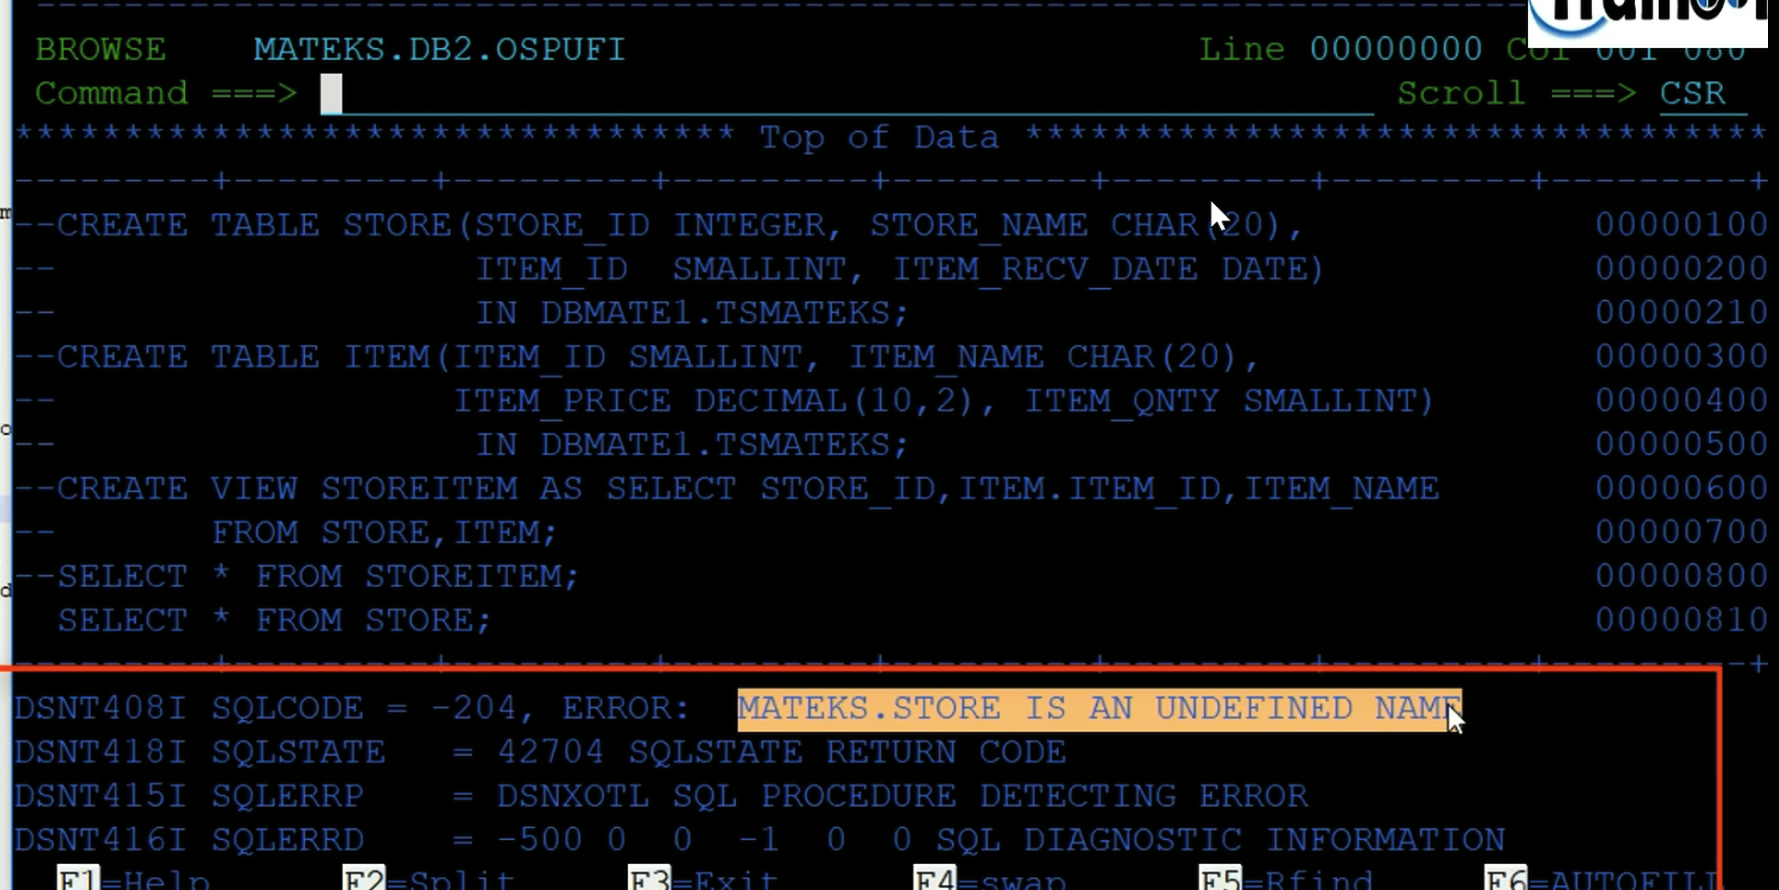 BROWSE    MATEKS.DB2.OSPUFI                          Line 00000000 Col 001 080
Command ===>                                                  Scroll ===> CSR
********************************* Top of Data **********************************
---------+---------+---------+---------+---------+---------+---------+---------+
--CREATE TABLE STORE(STORE_ID INTEGER, STORE_NAME CHAR(20),             00000100
--                   ITEM_ID  SMALLINT, ITEM_RECV_DATE DATE)            00000200
--                   IN DBMATE1.TSMATEKS;                               00000210
--CREATE TABLE ITEM(ITEM_ID SMALLINT, ITEM_NAME CHAR(20),               00000300
--                  ITEM_PRICE DECIMAL(10,2), ITEM_QNTY SMALLINT)       00000400
--                   IN DBMATE1.TSMATEKS;                               00000500
--CREATE VIEW STOREITEM AS SELECT STORE_ID,ITEM.ITEM_ID,ITEM_NAME       00000600
--       FROM STORE,ITEM;                                               00000700
--SELECT * FROM STOREITEM;                                              00000800
  SELECT * FROM STORE;                                                  00000810
---------+---------+---------+---------+---------+---------+---------+---------+
DSNT408I SQLCODE = -204, ERROR:  MATEKS.STORE IS AN UNDEFINED NAME
DSNT418I SQLSTATE   = 42704 SQLSTATE RETURN CODE
DSNT415I SQLERRP    = DSNXOTL SQL PROCEDURE DETECTING ERROR
DSNT416I SQLERRD    = -500 0  0  -1  0  0 SQL DIAGNOSTIC INFORMATION
F1=Help      F2=Split     F3=Exit      F4=swap      F5=Rfind     F6=AUTOFILL